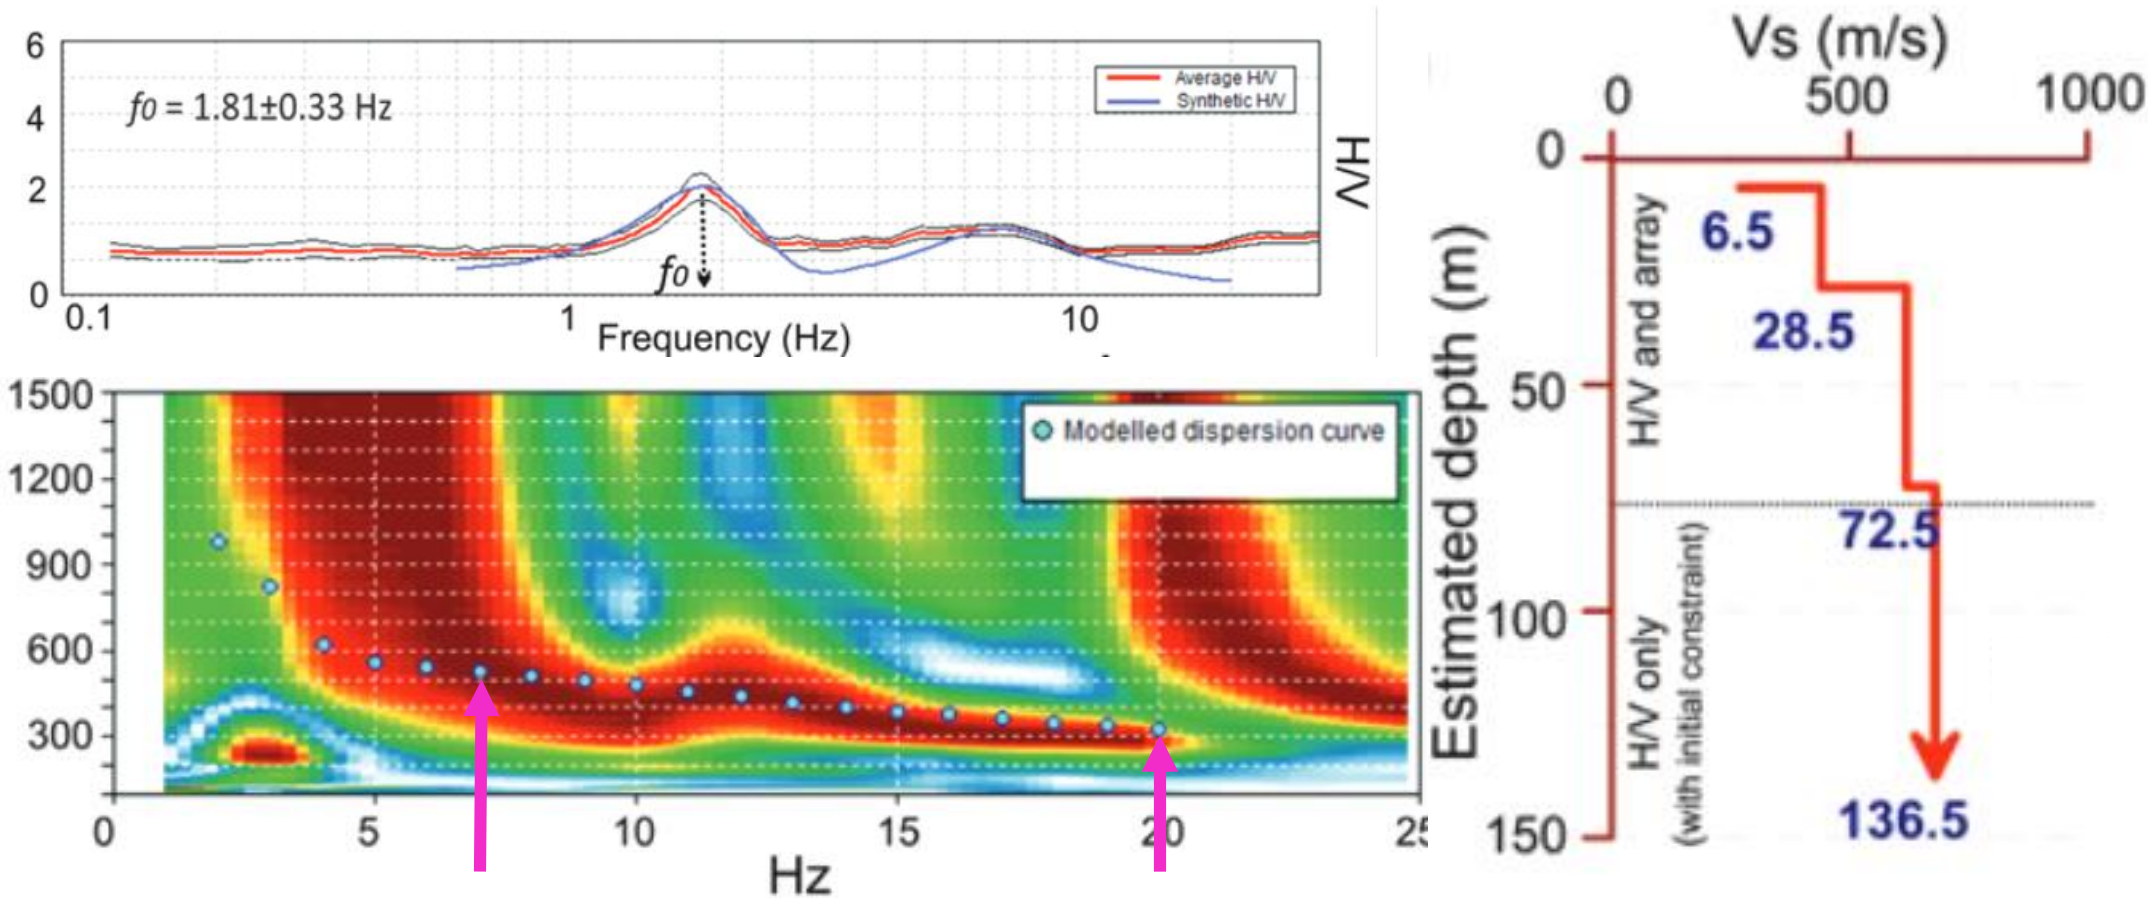 6
4
2
0
f0 = 1.81±0.33 Hz
Average H/V
Synthetic H/V
H/V
f0
0.1
1
10
Frequency (Hz)
1500
1200
900
600
300
Modelled dispersion curve
0
5
10
15
20
25
Hz
Vs (m/s)
0
500
1000
Estimated depth (m)
0
50
100
150
H/V and array
H/V only
(with initial constraint)
6.5
28.5
72.5
136.5